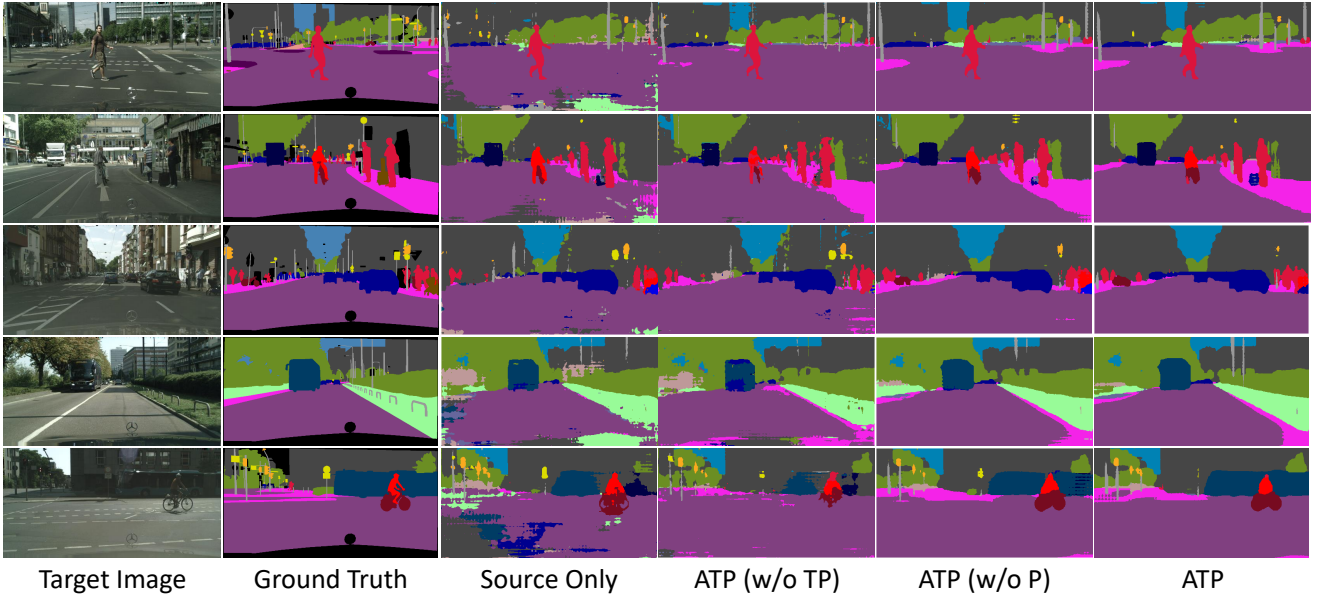 Target Image
Ground Truth
Source Only
ATP (w/o TP)
ATP (w/o P)
ATP